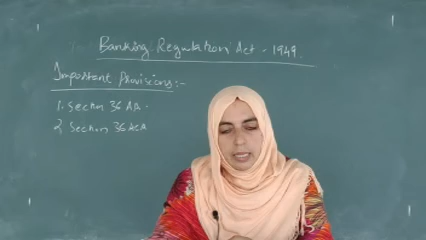 Banking Regulation Act - 1949.
Important Provisions:-
1. Section 36 AA -
2. Section 36 ACA